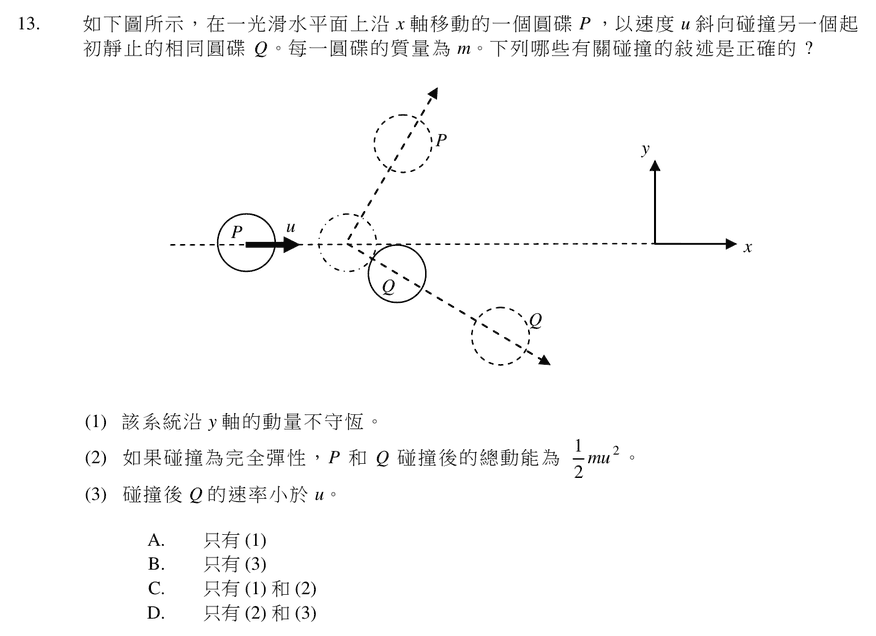 13. 如下圖所示，在一光滑水平面上沿 x 軸移動的一個圓碟 P ，以速度 u 斜向碰撞另一個起
初靜止的相同圓碟 Q。每一圓碟的質量為 m。下列哪些有關碰撞的敍述是正確的 ?
P
y
P u
x
Q
Q
(1) 該系統沿 y 軸的動量不守恆。
(2) 如果碰撞為完全彈性，P 和 Q 碰撞後的總動能為 \frac{1}{2}mu^2。
(3) 碰撞後 Q 的速率小於 u。
A. 只有 (1)
B. 只有 (3)
C. 只有 (1) 和 (2)
D. 只有 (2) 和 (3)